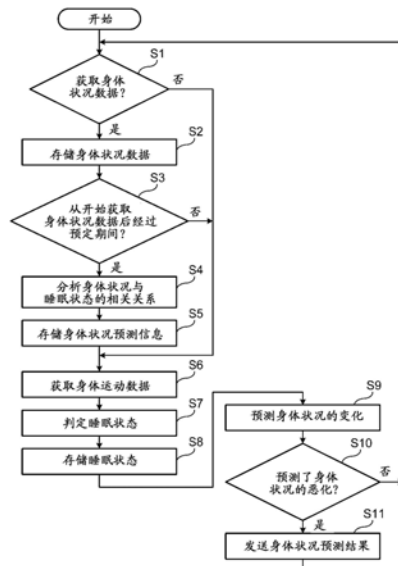 开始
S1
获取身体
状况数据?
否
是
S2
存储身体状况数据
S3
从开始获取
身体状况数据后经过
预定期间?
否
是
S4
分析身体状况与
睡眠状态的相关关系
S5
存储身体状况预测信息
S6
获取身体运动数据
S7
判定睡眠状态
S8
存储睡眠状态
S9
预测身体状况的变化
S10
预测了身体
状况的恶化?
否
是
S11
发送身体状况预测结果